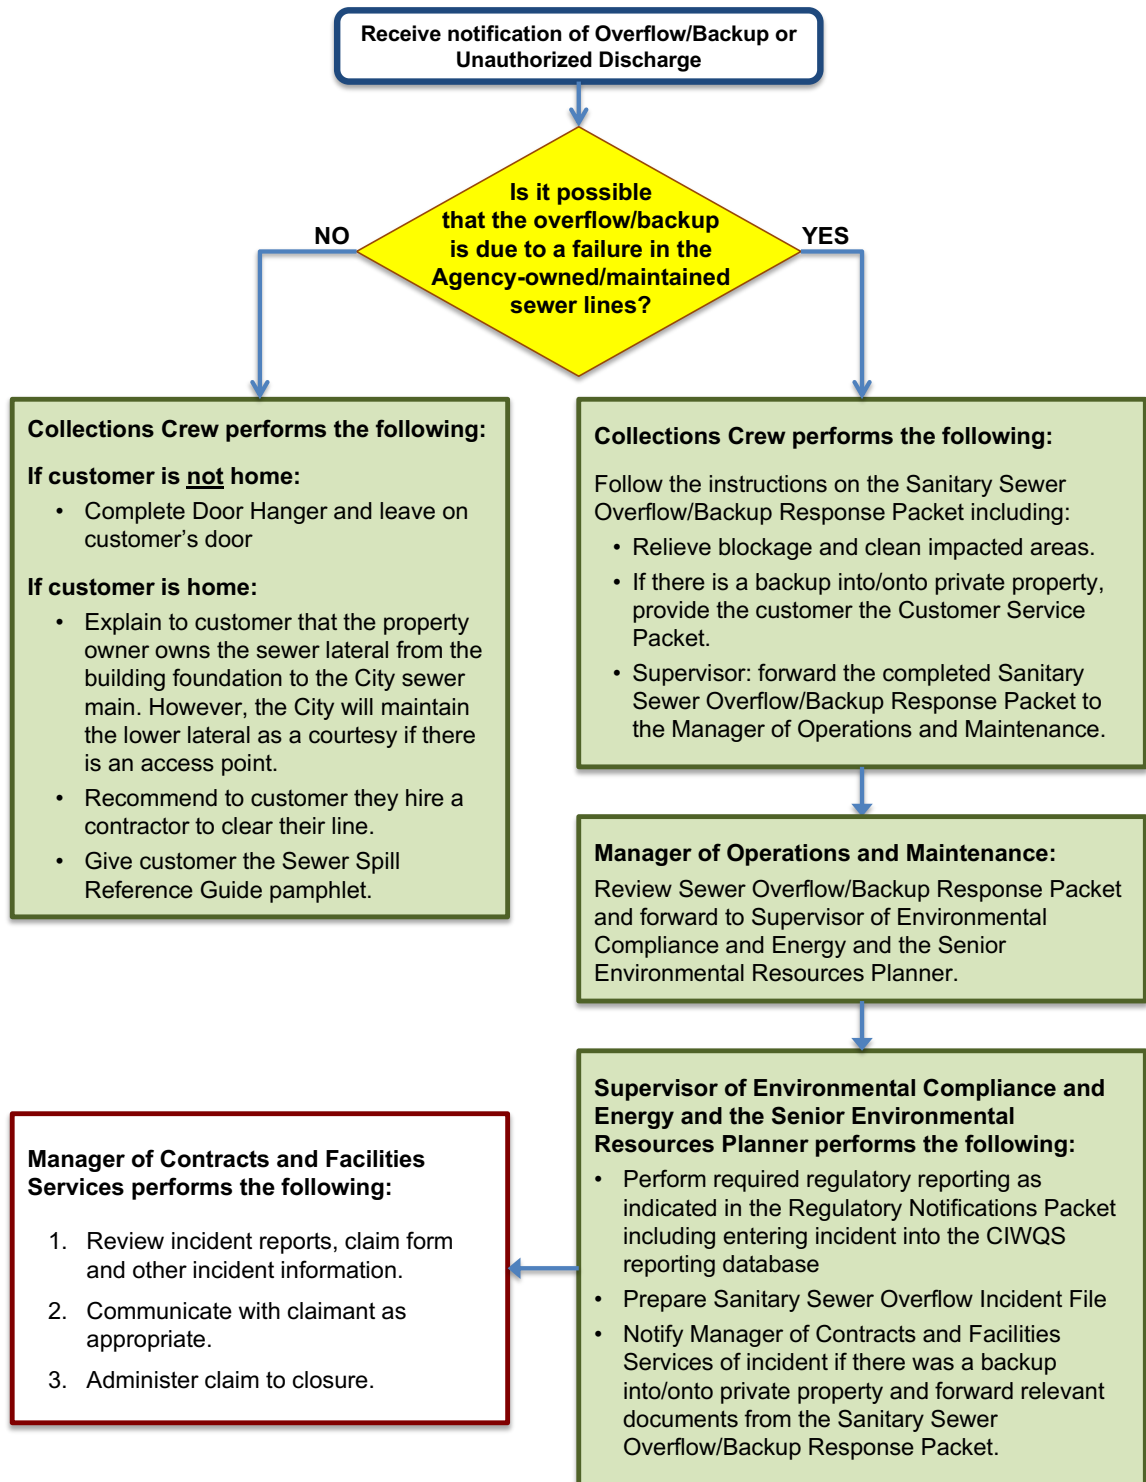 Receive notification of Overflow/Backup or
Unauthorized Discharge
Is it possible
that the overflow/backup
is due to a failure in the
Agency-owned/maintained
sewer lines?
NO
YES
Collections Crew performs the following:
If customer is not home:
• Complete Door Hanger and leave on
customer's door
If customer is home:
• Explain to customer that the property
owner owns the sewer lateral from the
building foundation to the City sewer
main. However, the City will maintain
the lower lateral as a courtesy if there
is an access point.
• Recommend to customer they hire a
contractor to clear their line.
• Give customer the Sewer Spill
Reference Guide pamphlet.
Collections Crew performs the following:
Follow the instructions on the Sanitary Sewer
Overflow/Backup Response Packet including:
• Relieve blockage and clean impacted areas.
• If there is a backup into/onto private property,
provide the customer the Customer Service
Packet.
• Supervisor: forward the completed Sanitary
Sewer Overflow/Backup Response Packet to
the Manager of Operations and Maintenance.
Manager of Operations and Maintenance:
Review Sewer Overflow/Backup Response Packet
and forward to Supervisor of Environmental
Compliance and Energy and the Senior
Environmental Resources Planner.
Supervisor of Environmental Compliance and
Energy and the Senior Environmental
Resources Planner performs the following:
• Perform required regulatory reporting as
indicated in the Regulatory Notifications Packet
including entering incident into the CIWQS
reporting database
• Prepare Sanitary Sewer Overflow Incident File
• Notify Manager of Contracts and Facilities
Services of incident if there was a backup
into/onto private property and forward relevant
documents from the Sanitary Sewer
Overflow/Backup Response Packet.
Manager of Contracts and Facilities
Services performs the following:
1. Review incident reports, claim form
and other incident information.
2. Communicate with claimant as
appropriate.
3. Administer claim to closure.